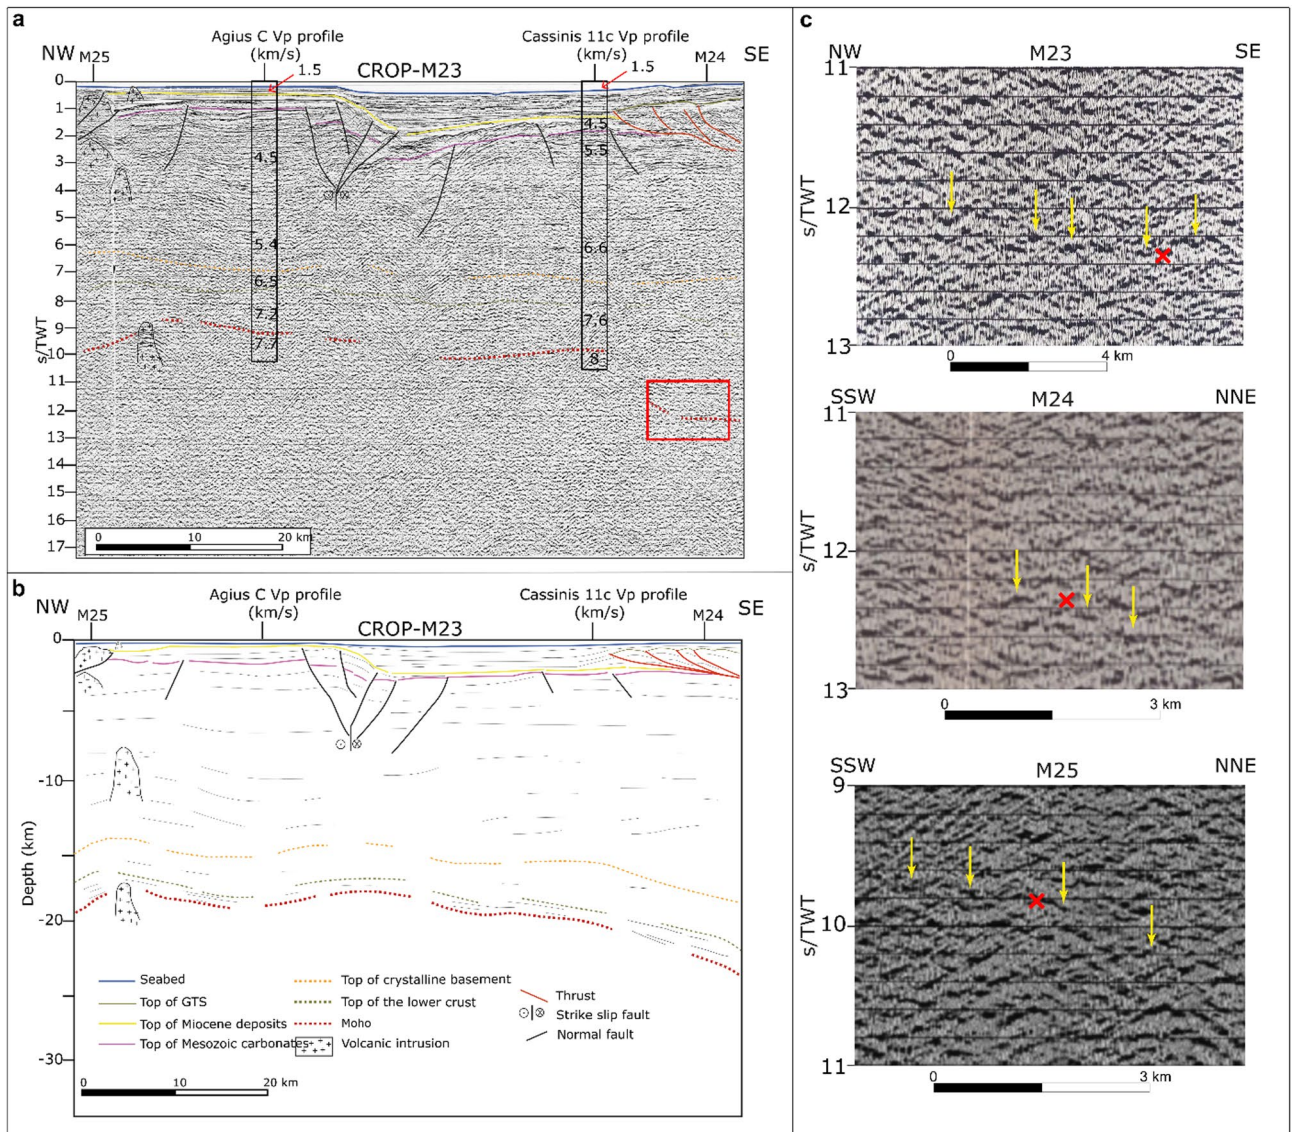 a
Agius C Vp profile
(km/s)
Cassinis 11c Vp profile
(km/s)
NW
M25
1.5
CROP-M23
1.5
M24
SE
0
1
2
3
4
5
6
7
8
9
10
11
12
13
14
15
16
17
s/TWT
4.5
5.4
6.5
7.2
7.7
4.5
5.5
6.6
7.6
8
0
10
20 km
b
NW
M25
Agius C Vp profile
(km/s)
CROP-M23
Cassinis 11c Vp profile
(km/s)
M24
SE
0
-10
-20
-30
Depth (km)
Seabed
Top of GTS
Top of Miocene deposits
Top of Mesozoic carbonates
Top of crystalline basement
Top of the lower crust
Moho
Volcanic intrusion
Thrust
Strike slip fault
Normal fault
0
10
20 km
c
NW
M23
SE
11
12
13
s/TWT
0
4 km
SSW
M24
NNE
11
12
13
s/TWT
0
3 km
SSW
M25
NNE
9
10
11
s/TWT
0
3 km